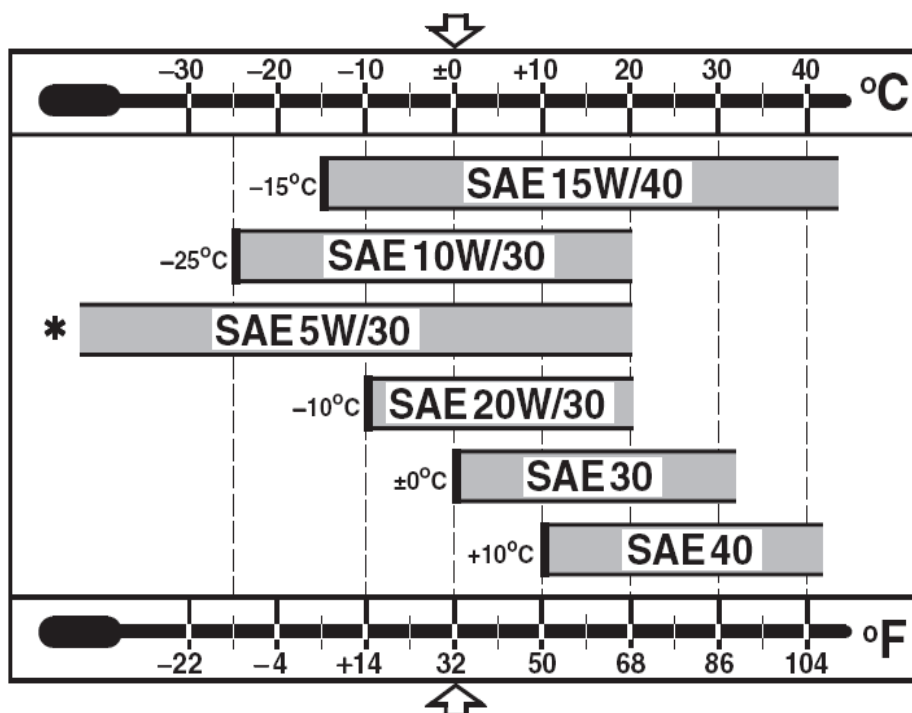 −30 −20 −10 ±0 +10 20 30 40 °C
−15°C SAE 15W/40
−25°C SAE 10W/30
* SAE 5W/30
−10°C SAE 20W/30
±0°C SAE 30
+10°C SAE 40
−22 −4 +14 32 50 68 86 104 °F